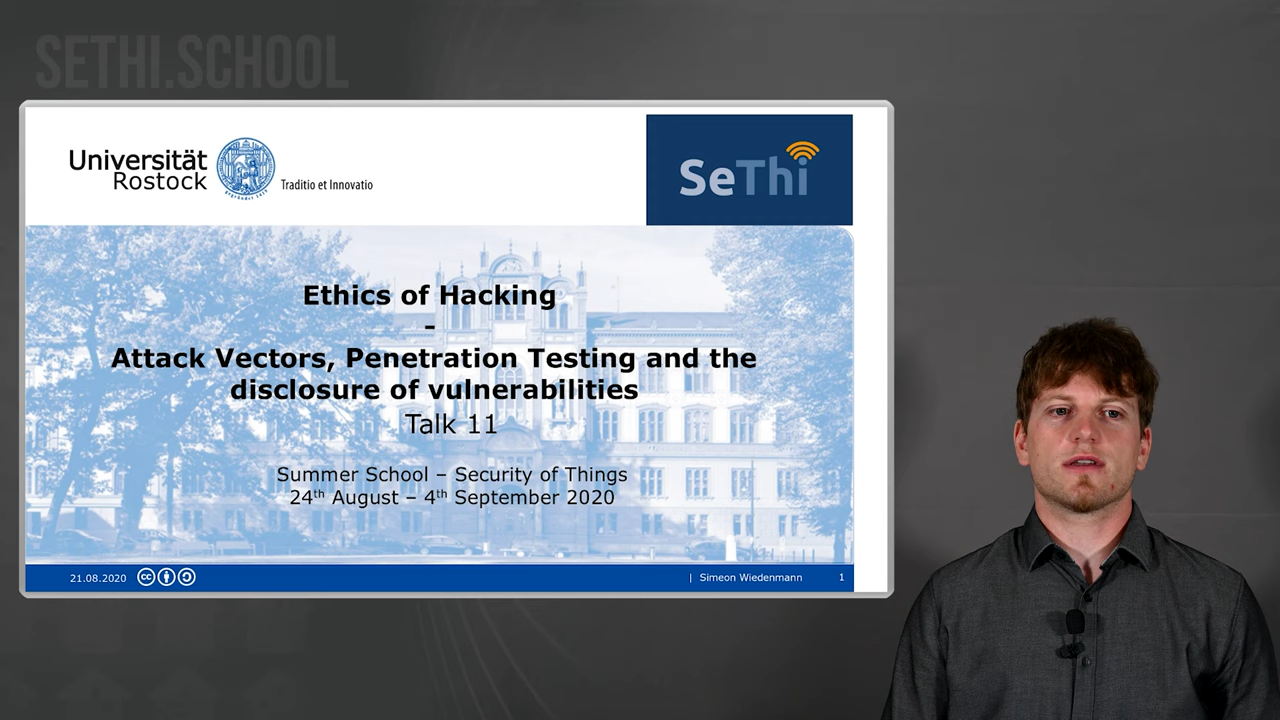 SETHI.SCHOOL
Universität
Rostock
Traditio et Innovatio
SeThi
Ethics of Hacking
–
Attack Vectors, Penetration Testing and the
disclosure of vulnerabilities
Talk 11
Summer School – Security of Things
24th August – 4th September 2020
21.08.2020
cc
| Simeon Wiedenmann
1